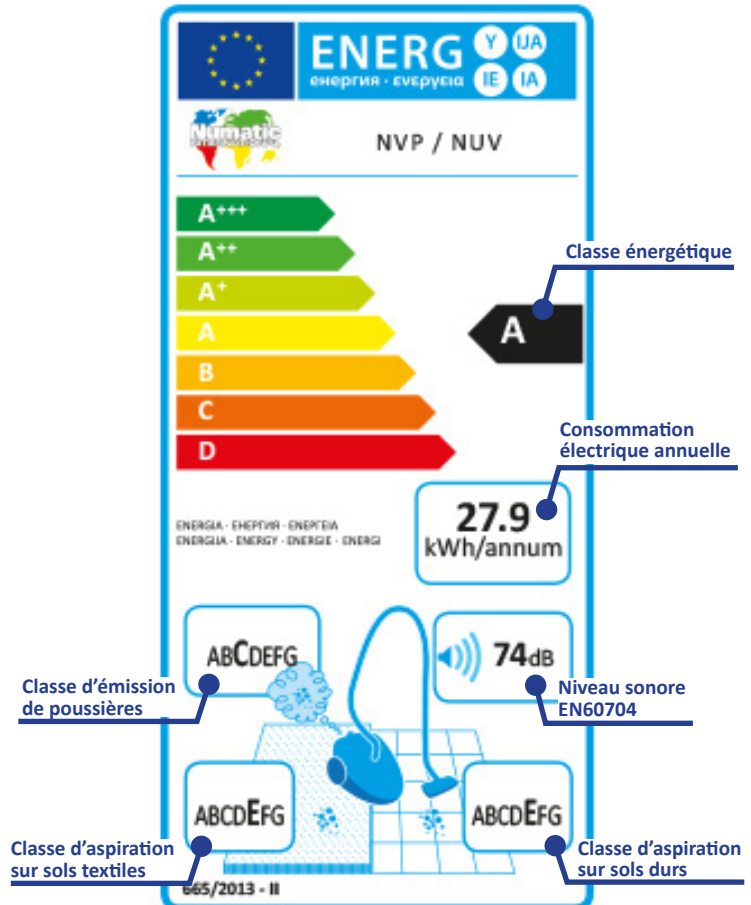 ENERG Y IJA
енергия · ενεργεια IE IA
Numatic
INTERNATIONAL
NVP / NUV
A+++
A++
Classe énergétique
A+
A
A
B
C
Consommation
électrique annuelle
D
27.9
kWh/annum
ENERGIA · ЕНЕРГИЯ · ΕΝΕΡΓΕΙΑ
ENERGIJA · ENERGY · ENERGIE · ENERGI
ABCDEFG
74dB
Classe d'émission
de poussières
Niveau sonore
EN60704
ABCDEFG
ABCDEFG
Classe d'aspiration
sur sols textiles
Classe d'aspiration
sur sols durs
665/2013 - II